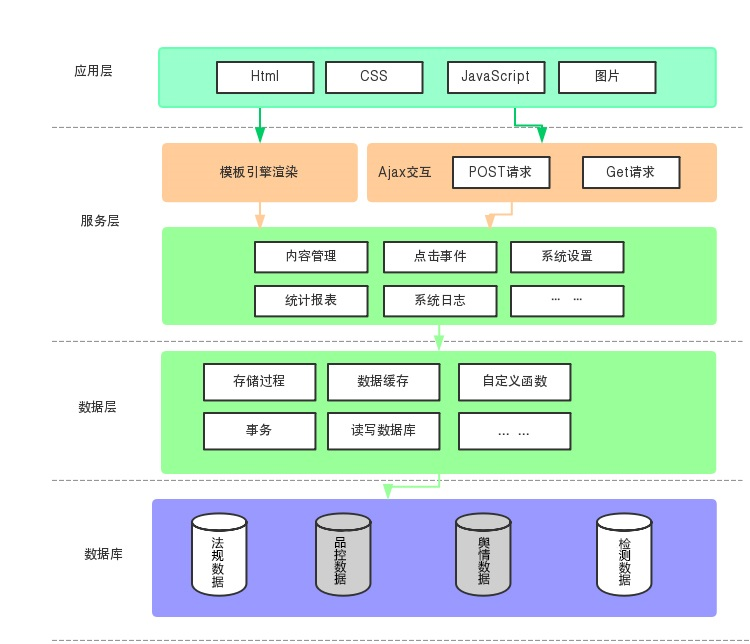 应用层
Html
CSS
JavaScript
图片
模板引擎渲染
Ajax交互
POST请求
Get请求
服务层
内容管理
点击事件
系统设置
统计报表
系统日志
… …
数据层
存储过程
数据缓存
自定义函数
事务
读写数据库
... ...
数据库
法规数据
品控数据
舆情数据
检测数据